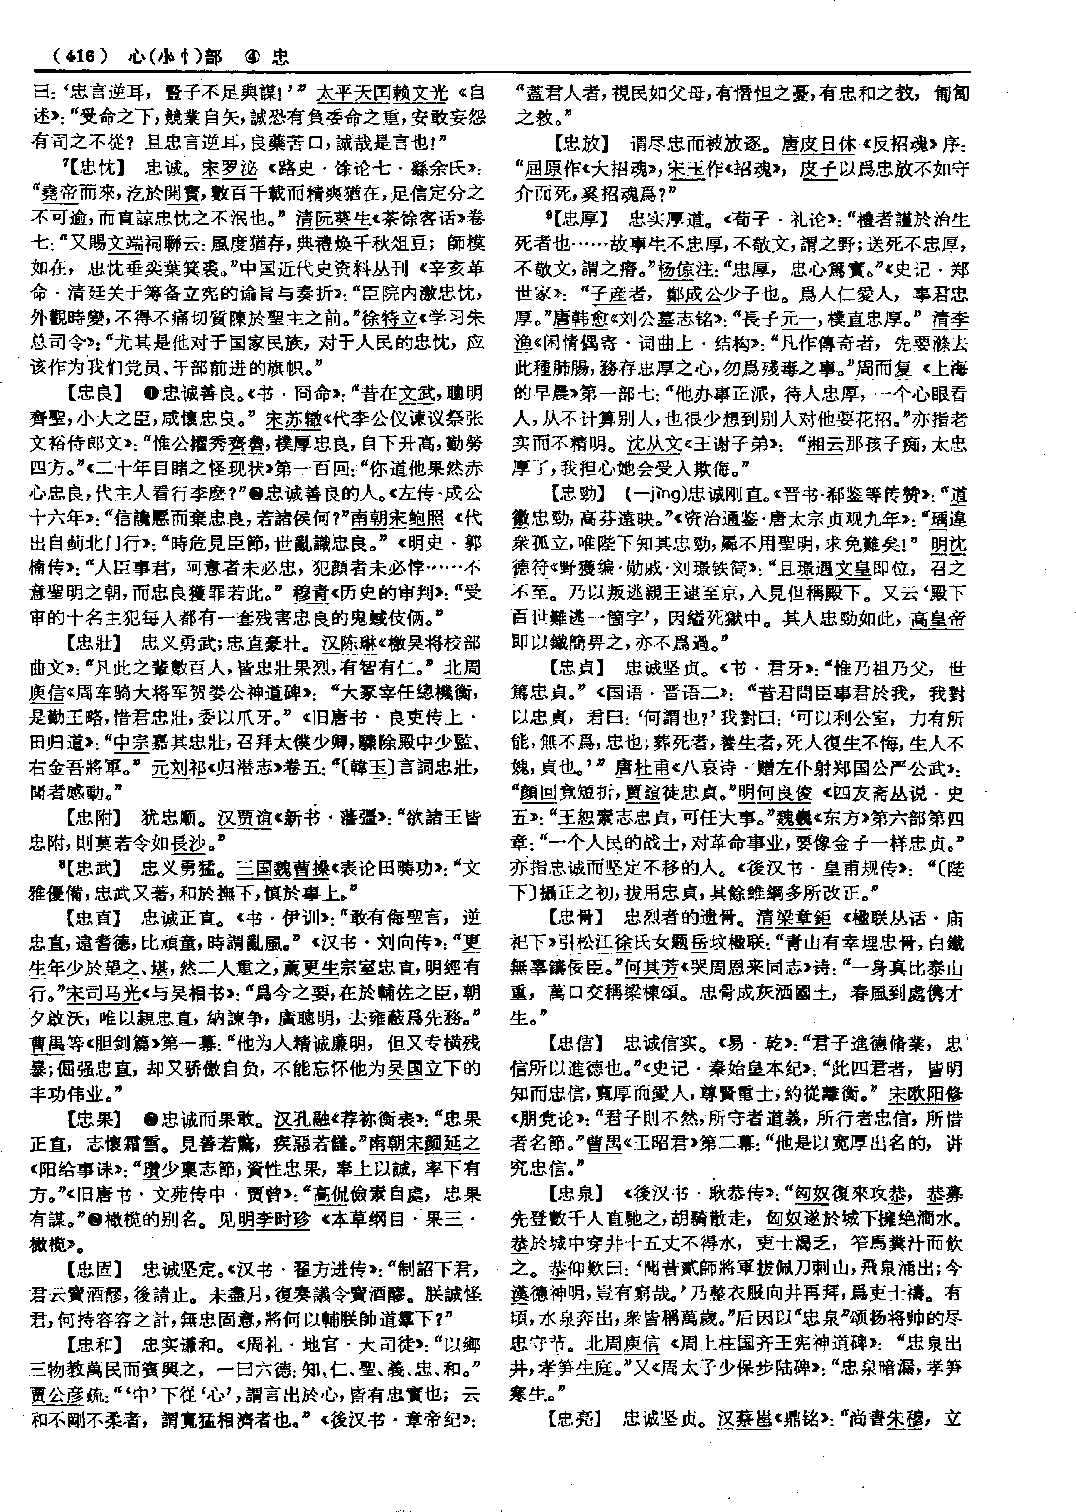 （416） 心（㣺忄）部 ④ 忠
曰：‘忠言逆耳，豎子不足與謀！’” 太平天囯赖文光《自
述》：“受命之下，兢業自矢，誠恐有負委命之重，安敢妄怨
有司之不從？且忠言逆耳，良藥苦口，誠哉是言也！”
7【忠忱】 忠诚。宋罗泌《路史·馀论七·繇余氏》：
“堯帝而來，汔於開寶，數百千載而精爽猶在，足信定分之
不可逾，而直諒忠忱之不泯也。”清阮葵生《茶馀客话》卷
七：“又賜文端祠聯云：風度猶存，典禮焕千秋俎豆；師模
如在，忠忱垂奕葉箕裘。”中国近代史资料丛刊《辛亥革
命·清廷关于筹备立宪的谕旨与奏折》：“臣院内激忠忱，
外觀時變，不得不痛切質陳於聖主之前。”徐特立《学习朱
总司令》：“尤其是他对于国家民族，对于人民的忠忱，应
该作为我们党员、干部前进的旗帜。”
【忠良】 ❶忠诚善良。《书·冏命》：“昔在文武，聰明
齊聖，小大之臣，咸懷忠良。”宋苏辙《代李公仪谏议祭张
文裕侍郎文》：“惟公擢秀齊魯，樸厚忠良，自下升高，勤勞
四方。”《二十年目睹之怪现状》第一百回：“你道他果然赤
心忠良，代主人看行李麽？”❷忠诚善良的人。《左传·成公
十六年》：“信讒慝而棄忠良，若諸侯何？”南朝宋鲍照《代
出自蓟北门行》：“時危見臣節，世亂識忠良。”《明史·郭
楠传》：“人臣事君，阿意者未必忠，犯顔者未必悖……不
意聖明之朝，而忠良獲罪若此。”穆青《历史的审判》：“受
审的十名主犯每人都有一套残害忠良的鬼蜮伎俩。”
【忠壯】 忠义勇武；忠直豪壮。汉陈琳《檄吴将校部
曲文》：“凡此之輩數百人，皆忠壯果烈，有智有仁。”北周
庾信《周车骑大将军贺娄公神道碑》：“大冢宰任總機衡，
是勤王略，惜君忠壯，委以爪牙。”《旧唐书·良吏传上·
田归道》：“中宗嘉其忠壯，召拜太僕少卿，驟除殿中少監、
右金吾將軍。”元刘祁《归潜志》卷五：“〔韓玉〕言詞忠壯，
聞者感動。”
【忠附】 犹忠顺。汉贾谊《新书·藩彊》：“欲諸王皆
忠附，則莫若令如長沙。”
8【忠武】 忠义勇猛。三国魏曹操《表论田畴功》：“文
雅優備，忠武又著，和於撫下，慎於事上。”
【忠直】 忠诚正直。《书·伊训》：“敢有侮聖言，逆
忠直，遠耆德，比頑童，時謂亂風。”《汉书·刘向传》：“更
生年少於望之、堪，然二人重之，薦更生宗室忠直，明經有
行。”宋司马光《与吴相书》：“爲今之要，在於輔佐之臣，朝
夕啟沃，唯以親忠直，納諫争，廣聰明，去壅蔽爲先務。”
曹禺等《胆剑篇》第一幕：“他为人精诚廉明，但又专横残
暴；倔强忠直，却又骄傲自负，不能忘怀他为吴国立下的
丰功伟业。”
【忠果】 ❶忠诚而果敢。汉孔融《荐祢衡表》：“忠果
正直，志懷霜雪。見善若驚，疾惡若讎。”南朝宋颜延之
《阳给事诔》：“瓚少稟志節，資性忠果，奉上以誠，率下有
方。”《旧唐书·文苑传中·贾曾》：“高侃儉素自處，忠果
有謀。”❷橄榄的别名。见明李时珍《本草纲目·果三·
橄榄》。
【忠固】 忠诚坚定。《汉书·翟方进传》：“制詔下君，
君云賣酒醪，後請止。未盡月，復奏議令賣酒醪。朕誠怪
君，何持容容之計，無忠固意，將何以輔朕帥道羣下？”
【忠和】 忠实谦和。《周礼·地官·大司徒》：“以鄉
三物教萬民而賓興之，一曰六德：知、仁、聖、義、忠、和。”
贾公彦疏：“‘中’下從‘心’，謂言出於心，皆有忠實也；云
和不剛不柔者，謂寬猛相濟者也。”《後汉书·章帝纪》：
“蓋君人者，視民如父母，有憯怛之憂，有忠和之教，匍匐
之救。”
【忠放】 谓尽忠而被放逐。唐皮日休《反招魂》序：
“屈原作《大招魂》，宋玉作《招魂》，皮子以爲忠放不如守
介而死，奚招魂爲？”
9【忠厚】 忠实厚道。《荀子·礼论》：“禮者謹於治生
死者也……故事生不忠厚，不敬文，謂之野；送死不忠厚，
不敬文，謂之瘠。”杨倞注：“忠厚，忠心篤實。”《史记·郑
世家》：“子産者，鄭成公少子也。爲人仁愛人，事君忠
厚。”唐韩愈《刘公墓志铭》：“長子元一，樸直忠厚。”清李
渔《闲情偶寄·词曲上·结构》：“凡作傳奇者，先要滌去
此種肺腸，務存忠厚之心，勿爲殘毒之事。”周而复《上海
的早晨》第一部七：“他办事正派，待人忠厚，一个心眼看
人，从不计算别人，也很少想到别人对他耍花招。”亦指老
实而不精明。沈从文《王谢子弟》：“湘云那孩子痴，太忠
厚了，我担心她会受人欺侮。”
【忠勁】 （—jìng）忠诚刚直。《晋书·郗鉴等传赞》：“道
徽忠勁，高芬遠映。”《资治通鉴·唐太宗贞观九年》：“瑀違
衆孤立，唯陛下知其忠勁，曏不用聖明，求免難矣！”明沈
德符《野獲编·勋戚·刘璟铁简》：“且璟遇文皇即位，召之
不至。乃以叛逃親王逮至京，入見但稱殿下。又云‘殿下
百世難逃一箇字’，因縊死獄中。其人忠勁如此，高皇帝
即以鐵簡畀之，亦不爲過。”
【忠貞】 忠诚坚贞。《书·君牙》：“惟乃祖乃父，世
篤忠貞。”《国语·晋语二》：“昔君問臣事君於我，我對
以忠貞，君曰：‘何謂也？’我對曰：‘可以利公室，力有所
能，無不爲，忠也；葬死者，養生者，死人復生不悔，生人不
媿，貞也。’”唐杜甫《八哀诗·赠左仆射郑国公严公武》：
“顔回竟短折，賈誼徒忠貞。”明何良俊《四友斋丛说·史
五》：“王恕素志忠貞，可任大事。”魏巍《东方》第六部第四
章：“一个人民的战士，对革命事业，要像金子一样忠贞。”
亦指忠诚而坚定不移的人。《後汉书·皇甫规传》：“〔陛
下〕攝正之初，拔用忠貞，其餘維綱多所改正。”
【忠骨】 忠烈者的遗骨。清梁章钜《楹联丛话·庙
祀下》引松江徐氏女题岳坟楹联：“青山有幸埋忠骨，白鐵
無辜鑄佞臣。”何其芳《哭周恩来同志》诗：“一身真比泰山
重，萬口交稱梁棟頌。忠骨成灰洒國土，春風到處儁才
生。”
【忠信】 忠诚信实。《易·乾》：“君子進德脩業，忠
信所以進德也。”《史记·秦始皇本纪》：“此四君者，皆明
知而忠信，寬厚而愛人，尊賢重士，約從離衡。”宋欧阳修
《朋党论》：“君子則不然，所守者道義，所行者忠信，所惜
者名節。”曹禺《王昭君》第二幕：“他是以宽厚出名的，讲
究忠信。”
【忠泉】 《後汉书·耿恭传》：“匈奴復來攻恭，恭募
先登數千人直馳之，胡騎散走，匈奴遂於城下擁絶澗水。
恭於城中穿井十五丈不得水，吏士渴乏，笮馬糞汁而飲
之。恭仰歎曰：‘聞昔貳師將軍拔佩刀刺山，飛泉涌出；今
漢德神明，豈有窮哉。’乃整衣服向井再拜，爲吏士禱。有
頃，水泉奔出，衆皆稱萬歲。”后因以“忠泉”颂扬将帅的尽
忠守节。北周庾信《周上柱国齐王宪神道碑》：“忠泉出
井，孝笋生庭。”又《周太子少保步陆碑》：“忠泉暗漏，孝笋
寒生。”
【忠亮】 忠诚坚贞。汉蔡邕《鼎铭》：“尚書朱穆，立